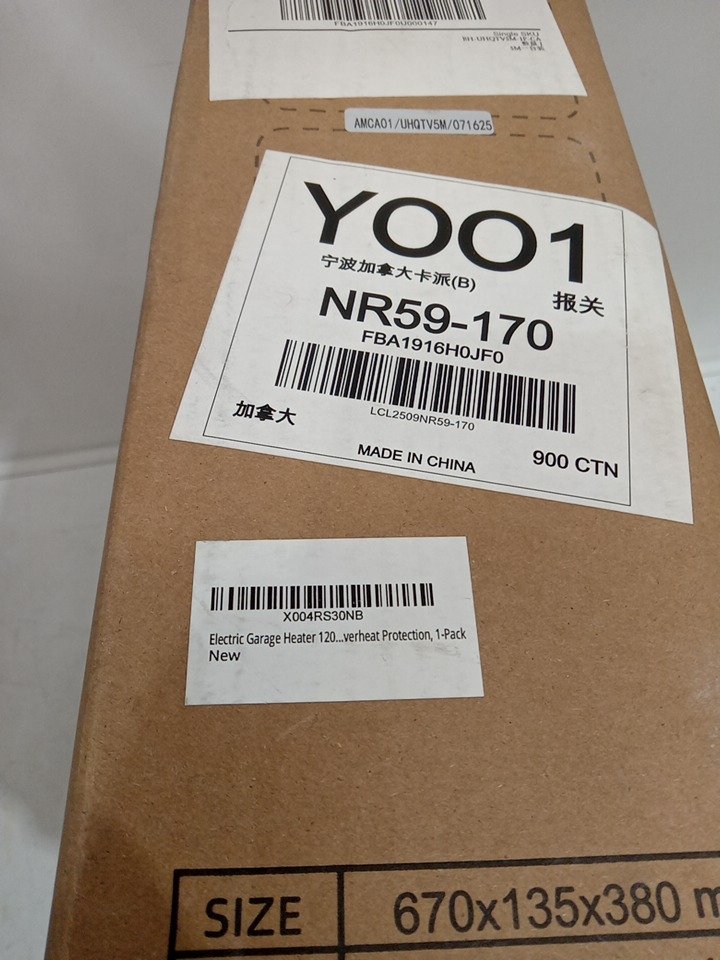 FBA1916H0JF0U000147
Single SKU
AMCA01/UHQTV5M/071625
YOO1
宁波加拿大卡派(B)
报关
NR59-170
FBA1916H0JF0
LCL2509NR59-170
加拿大
MADE IN CHINA
900 CTN
X004RS30NB
Electric Garage Heater 120...verheat Protection, 1-Pack
New
SIZE
670x135x380 m